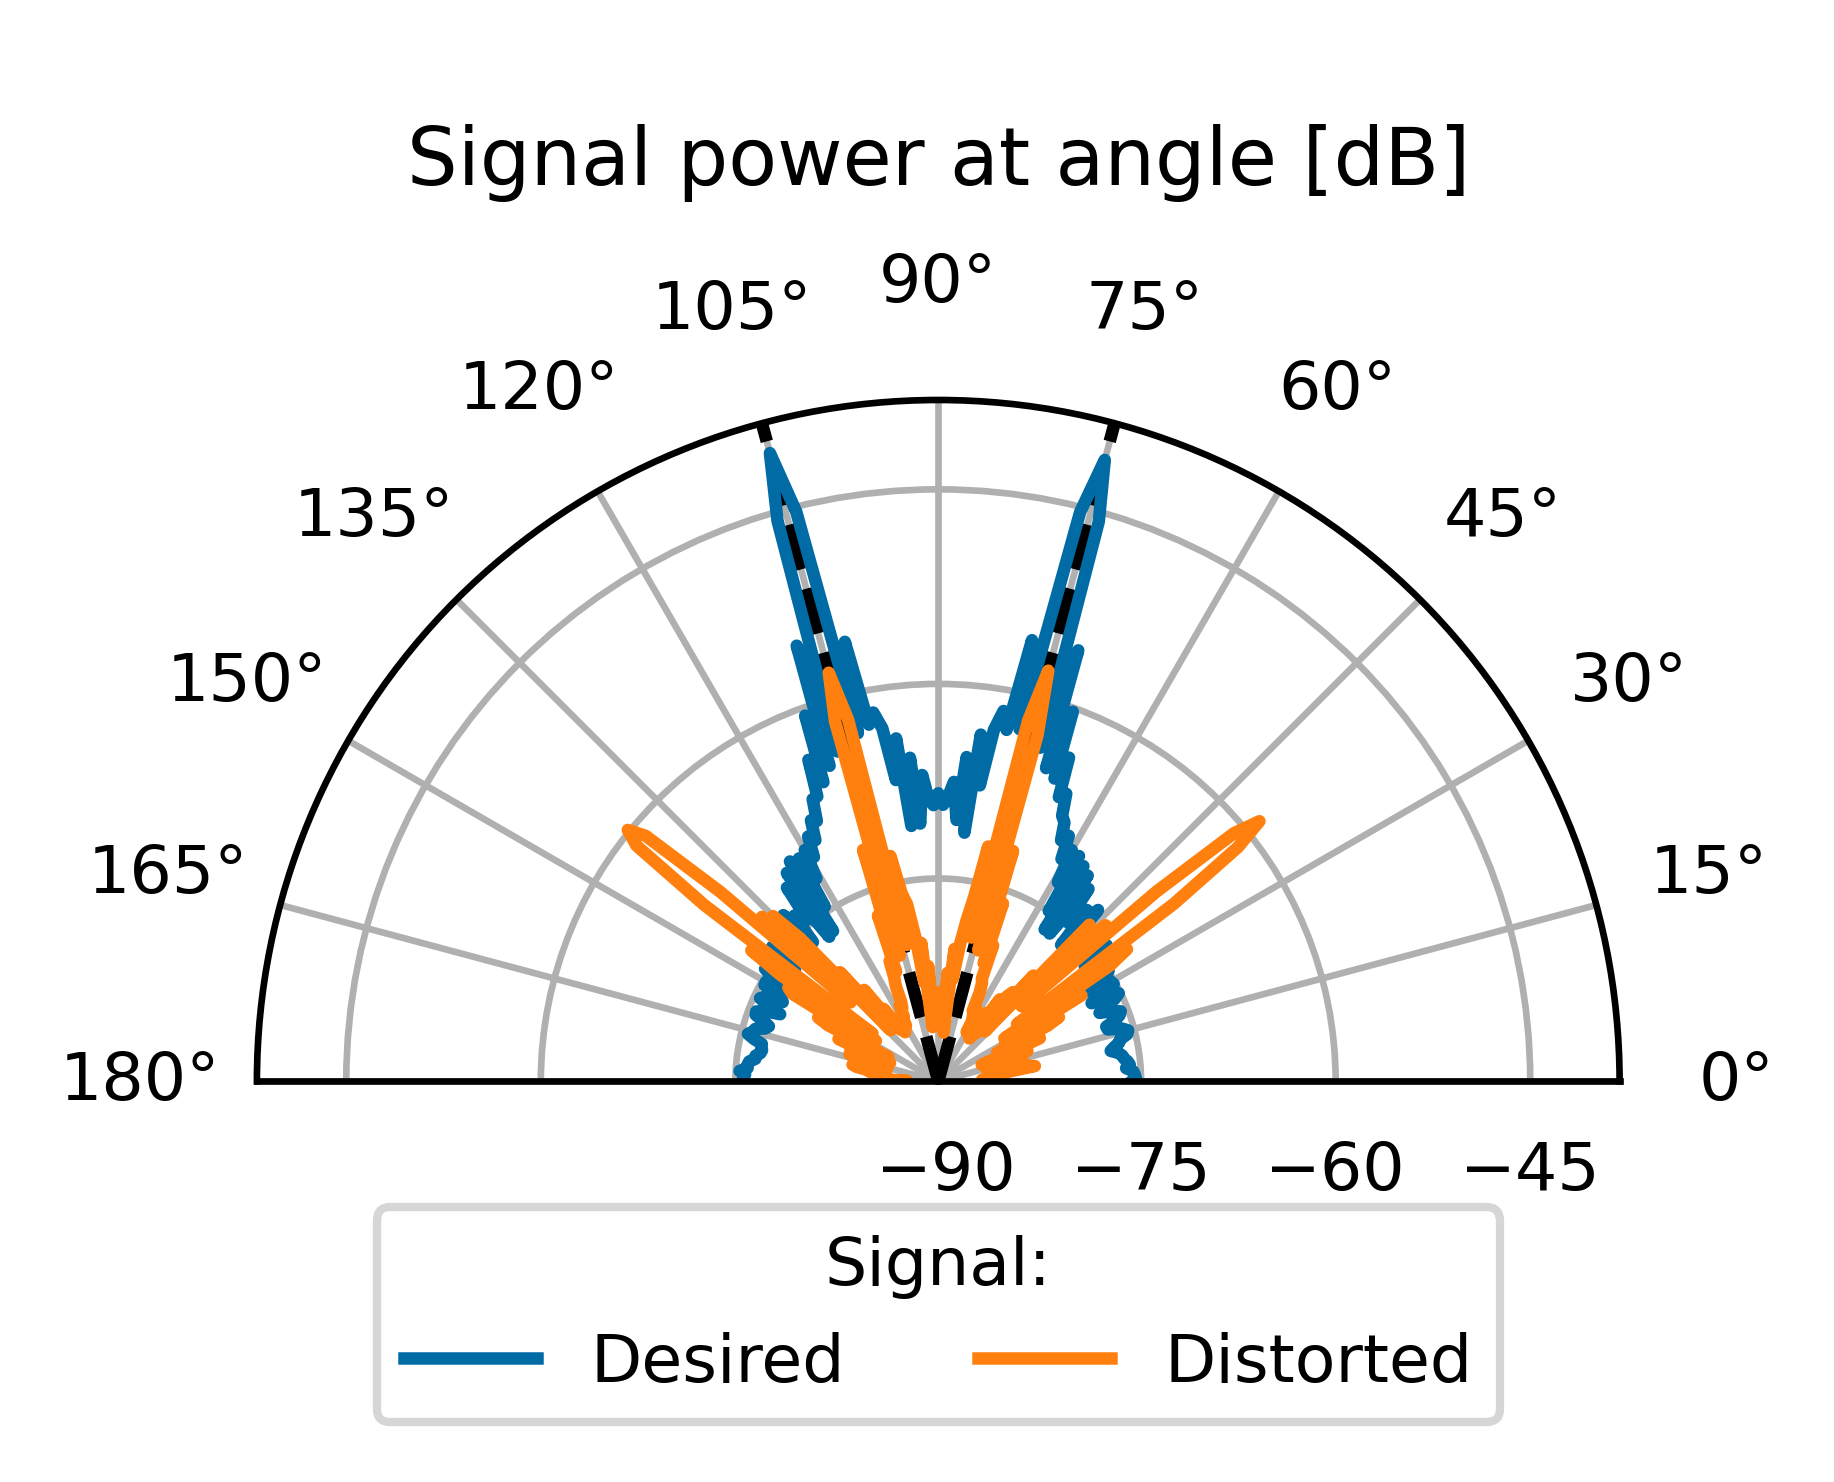 Signal power at angle [dB]
90°
105° 75°
120° 60°
135° 45°
150° 30°
165° 15°
180° 0°
−90 −75 −60 −45
Signal:
Desired Distorted